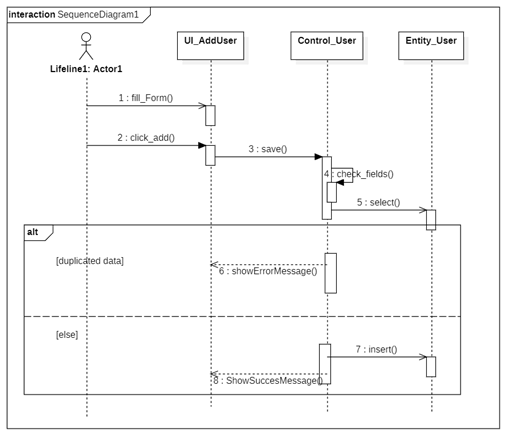 interaction SequenceDiagram1
UI_AddUser
Control_User
Entity_User
Lifeline1: Actor1
1 : fill_Form()
2 : click_add()
3 : save()
4 : check_fields()
5 : select()
alt
[duplicated data]
6 : showErrorMessage()
[else]
7 : insert()
8 : ShowSuccesMessage()